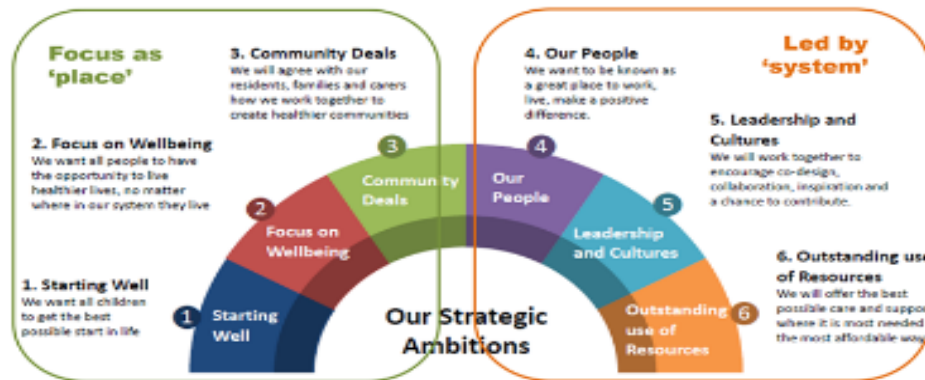 Focus as
'place'
3. Community Deals
We will agree with our
residents, families and carers
how we work together to
create healthier communities
2. Focus on Wellbeing
We want all people to have
the opportunity to live
healthier lives, no matter
where in our system they live
1. Starting Well
We want all children
to get the best
possible start in life
4. Our People
We want to be known as
a great place to work,
live, make a positive
difference.
Led by
'system'
5. Leadership and
Cultures
We will work together to
encourage co-design,
collaboration, inspiration and
a chance to contribute.
6. Outstanding use
of Resources
We will offer the best
possible care and suppor
where it is most needed
the most affordable way
1
Starting
Well
2
Focus on
Wellbeing
3
Community
Deals
4
Our
People
5
Leadership
and Cultures
6
Outstanding
use of
Resources
Our Strategic
Ambitions